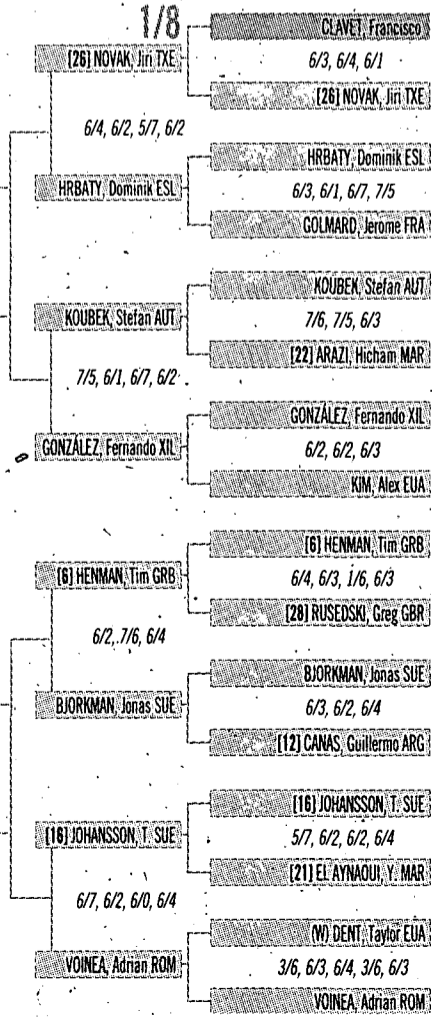 1/8
CLAVET, Francisco
[26] NOVAK, Jiri TXE
6/3, 6/4, 6/1
[26] NOVAK, Jiri TXE
6/4, 6/2, 5/7, 6/2
HRBATY, Dominik ESL
HRBATY, Dominik ESL
6/3, 6/1, 6/7, 7/5
GOLMARD, Jerome FRA
KOUBEK, Stefan AUT
KOUBEK, Stefan AUT
7/6, 7/5, 6/3
[22] ARAZI, Hicham MAR
7/5, 6/1, 6/7, 6/2
GONZÁLEZ, Fernando XIL
GONZÁLEZ, Fernando XIL
6/2, 6/2, 6/3
KIM, Alex EUA
[6] HENMAN, Tim GRB
[6] HENMAN, Tim GRB
6/4, 6/3, 1/6, 6/3
[28] RUSEDSKI, Greg GBR
6/2, 7/6, 6/4
BJORKMAN, Jonas SUE
BJORKMAN, Jonas SUE
6/3, 6/2, 6/4
[12] CANAS, Guillermo ARG
[16] JOHANSSON, T. SUE
[16] JOHANSSON, T. SUE
5/7, 6/2, 6/2, 6/4
[21] EL AYNAOUI, Y. MAR
6/7, 6/2, 6/0, 6/4
(W) DENT, Taylor EUA
VOINEA, Adrian ROM
3/6, 6/3, 6/4, 3/6, 6/3
VOINEA, Adrian ROM